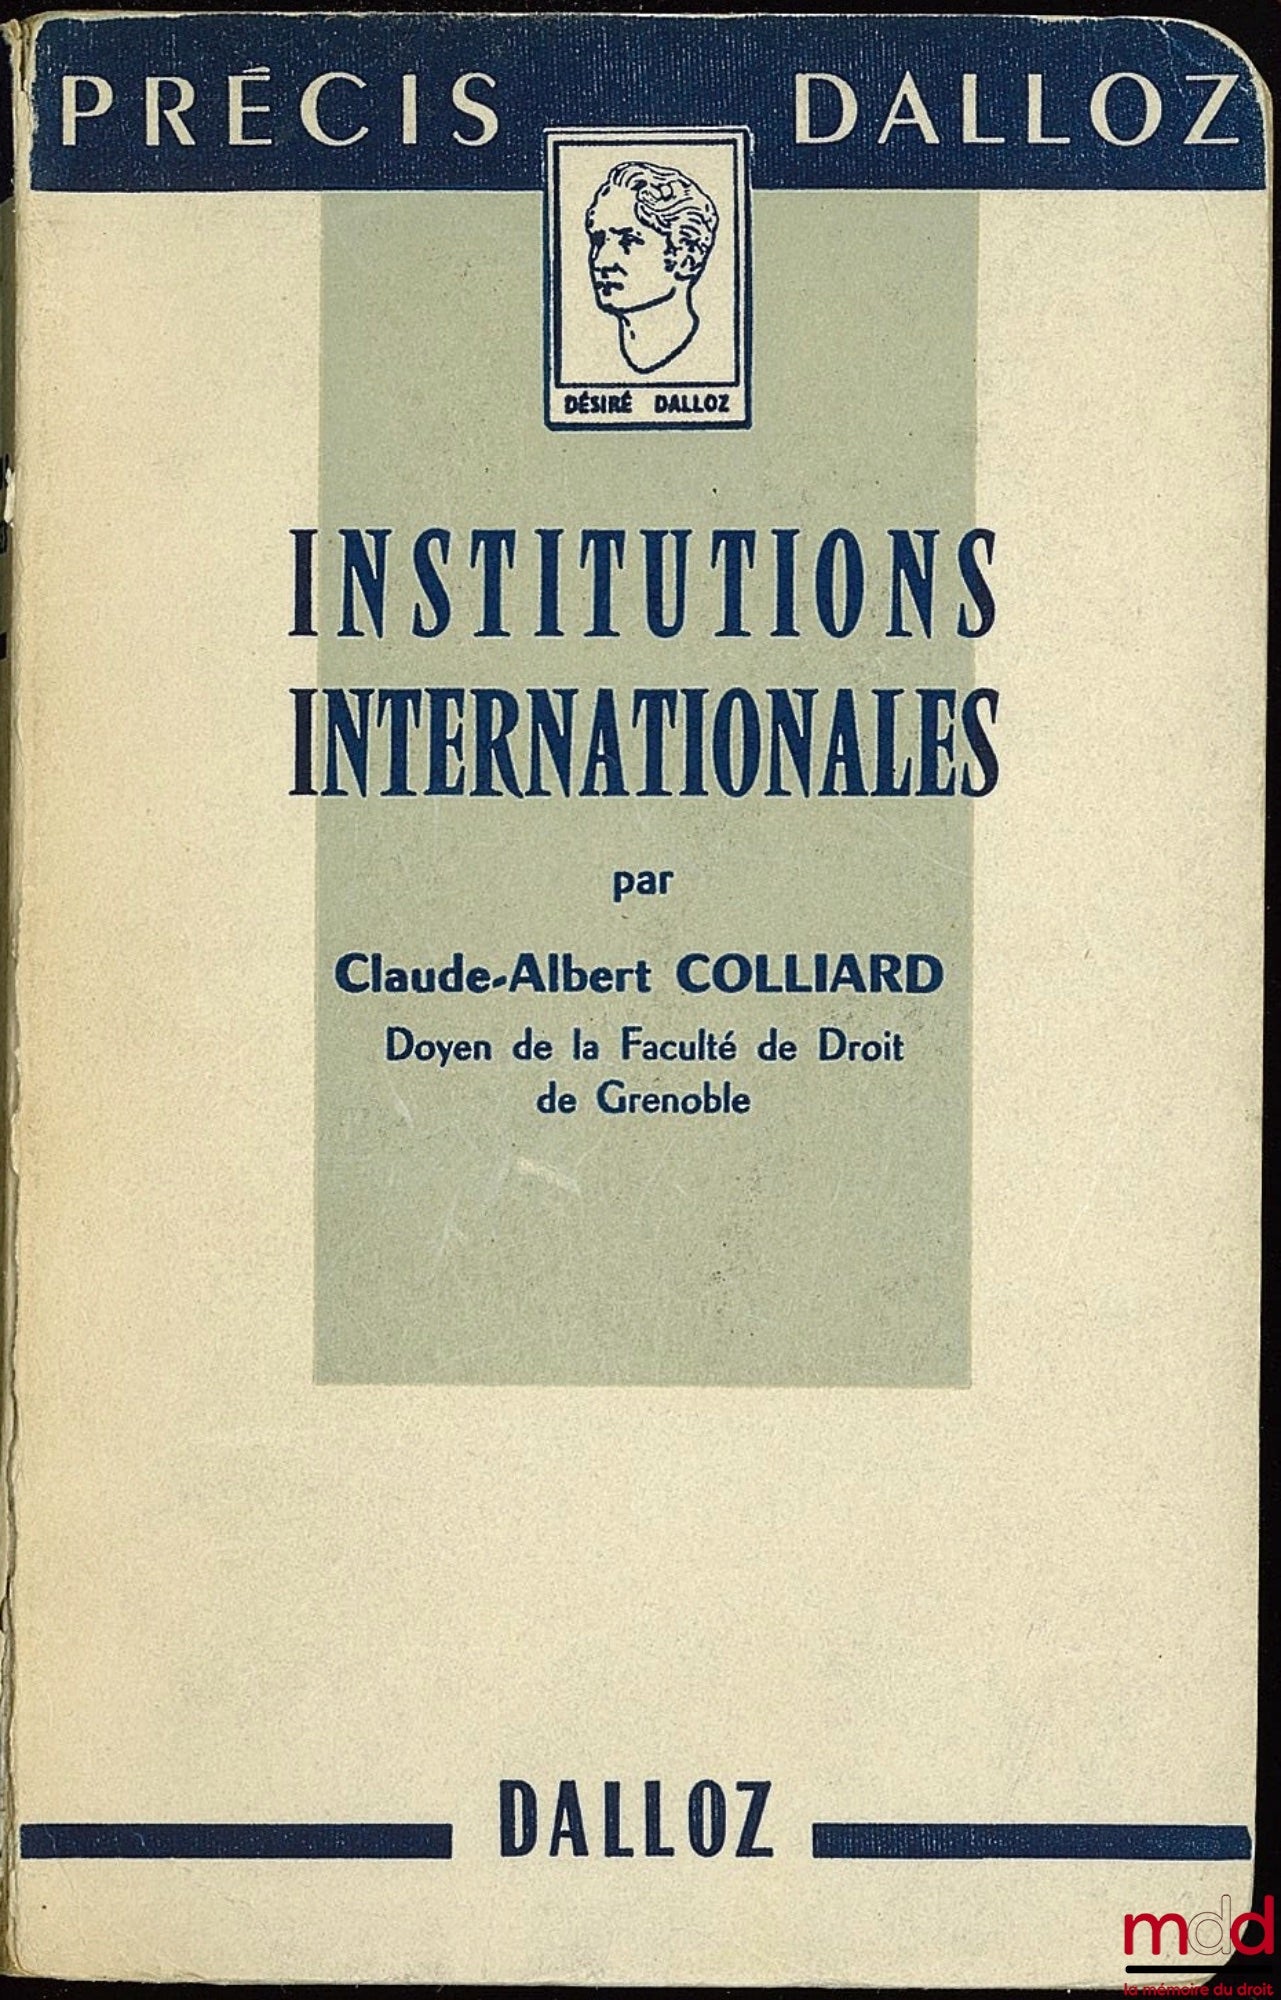 PRÉCIS DALLOZ
DÉSIRÉ DALLOZ
INSTITUTIONS
INTERNATIONALES
par
Claude-Albert COLLIARD
Doyen de la Faculté de Droit
de Grenoble
DALLOZ
mdd
la mémoire du droit